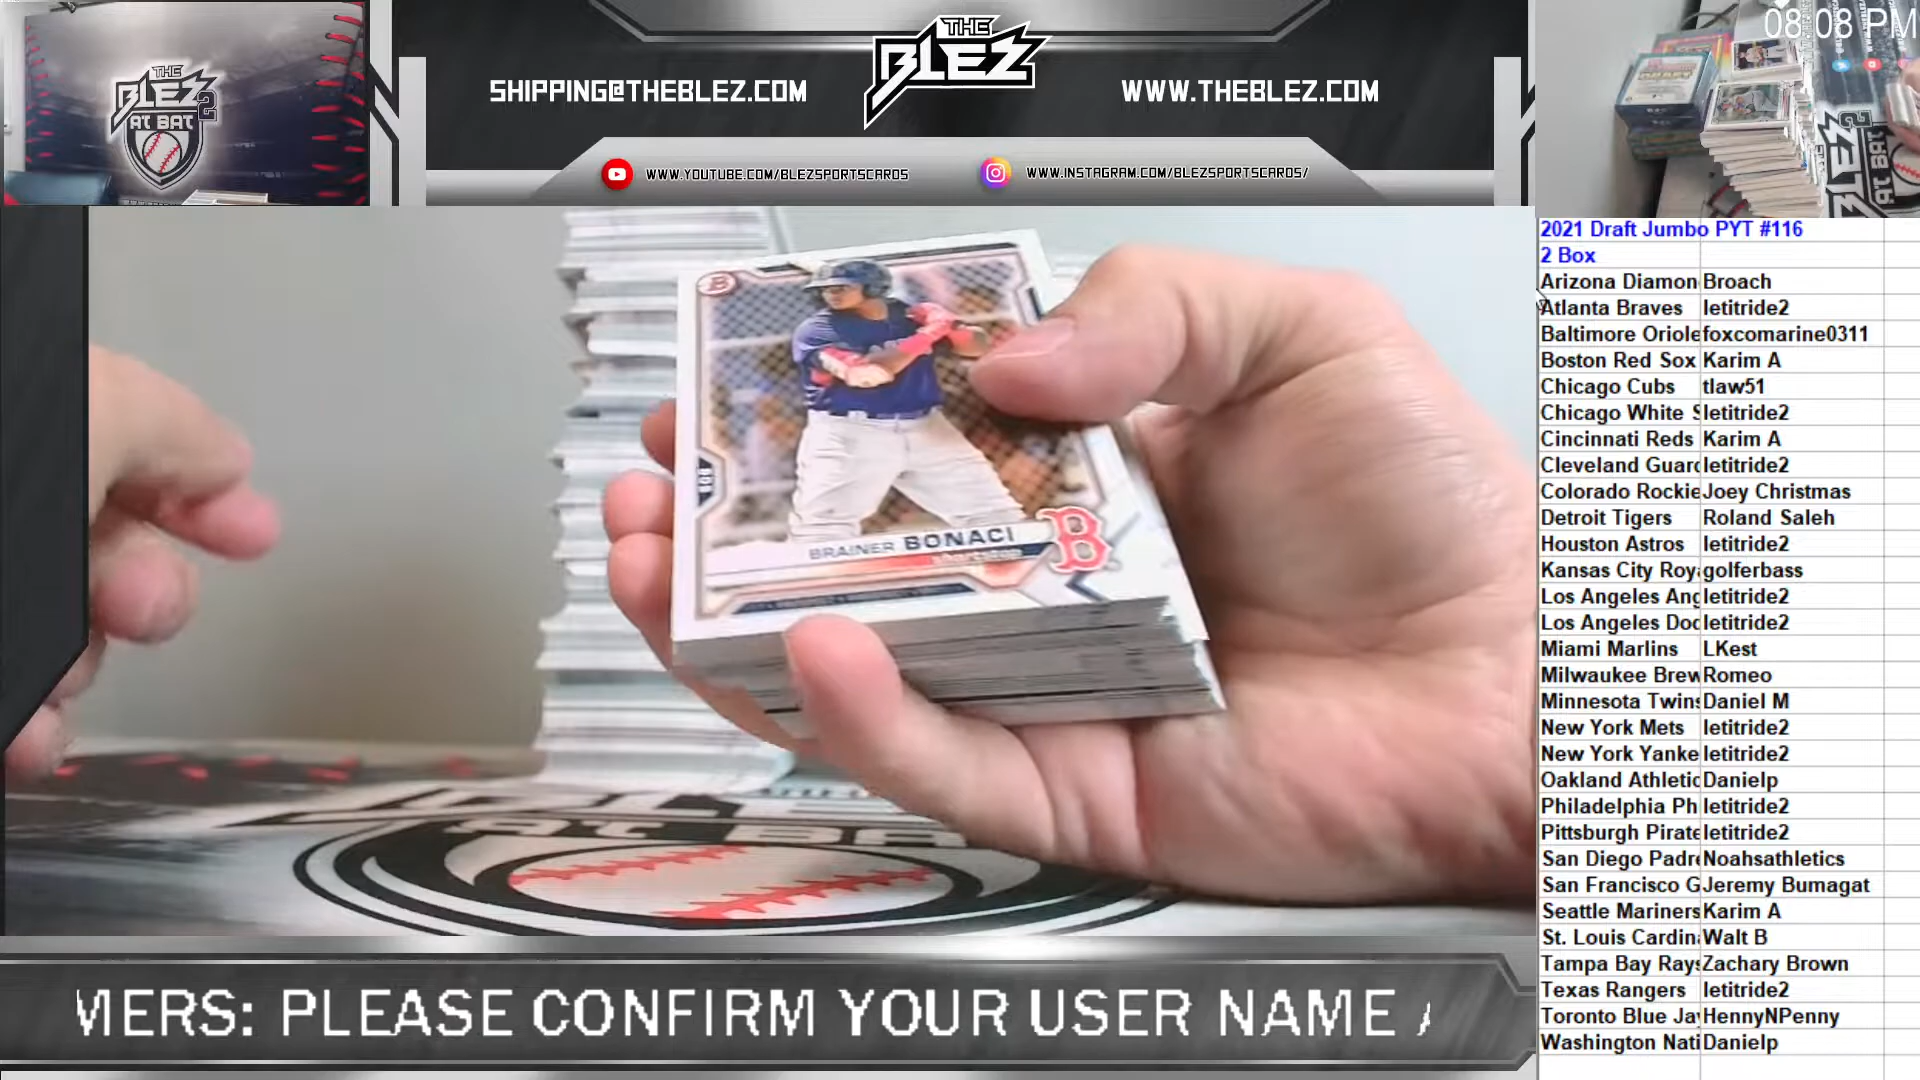 THE
BLEZ 2
AT BAT
THE
BLEZ
SHIPPING@THEBLEZ.COM
WWW.THEBLEZ.COM
WWW.YOUTUBE.COM/BLEZSPORTSCARDS
WWW.INSTAGRAM.COM/BLEZSPORTSCARDS/
08:08 PM
2021 Draft Jumbo PYT #116
2 Box
Arizona Diamon Broach
Atlanta Braves letitride2
Baltimore Oriole foxcomarine0311
Boston Red Sox Karim A
Chicago Cubs tlaw51
Chicago White S letitride2
Cincinnati Reds Karim A
Cleveland Guard letitride2
Colorado Rockie Joey Christmas
Detroit Tigers Roland Saleh
Houston Astros letitride2
Kansas City Roy golferbass
Los Angeles Ang letitride2
Los Angeles Dod letitride2
Miami Marlins LKest
Milwaukee Brew Romeo
Minnesota Twins Daniel M
New York Mets letitride2
New York Yanke letitride2
Oakland Athletic Danielp
Philadelphia Ph letitride2
Pittsburgh Pirate letitride2
San Diego Padre Noahsathletics
San Francisco G Jeremy Bumagat
Seattle Mariners Karim A
St. Louis Cardin Walt B
Tampa Bay Rays Zachary Brown
Texas Rangers letitride2
Toronto Blue Jay HennyNPenny
Washington Nati Danielp
B
BRAINER BONACI
B
AT BA
MERS: PLEASE CONFIRM YOUR USER NAME